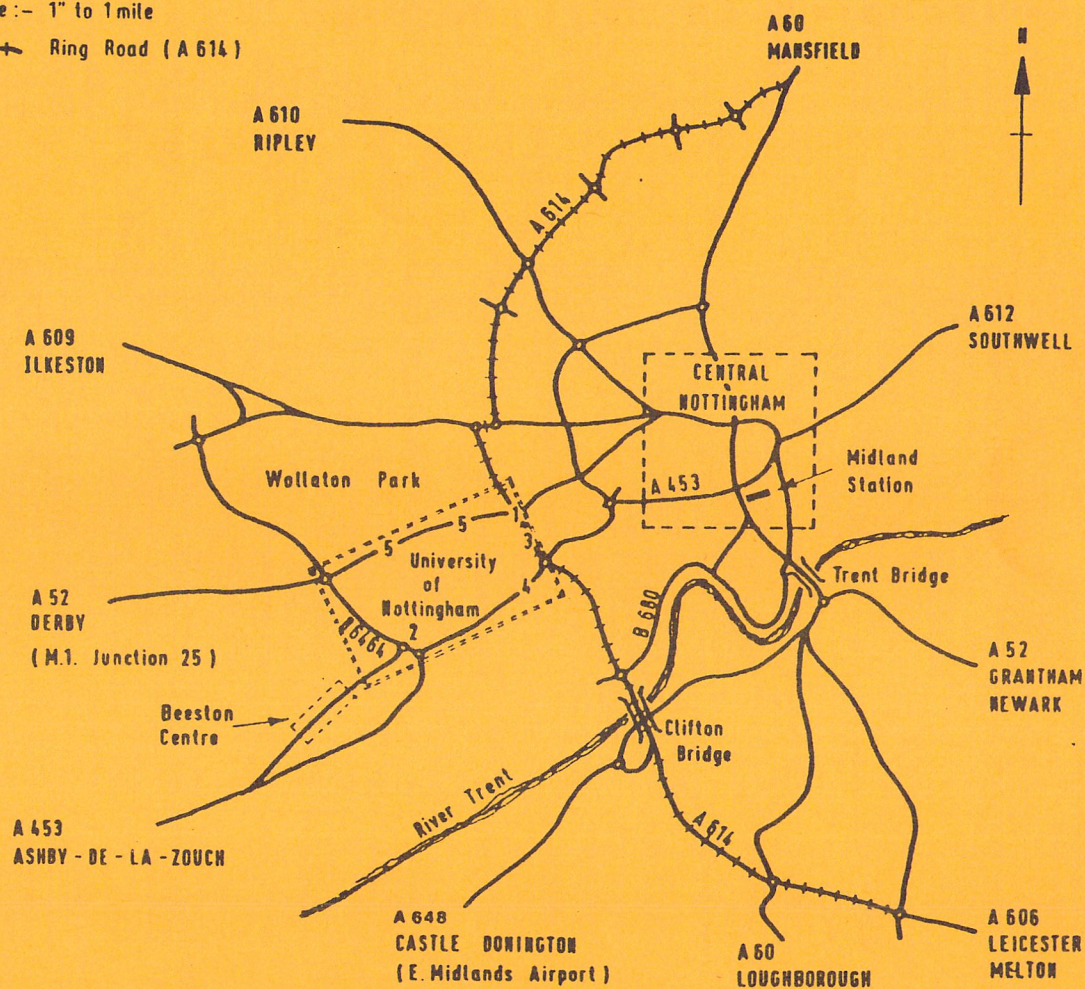 :- 1" to 1 mile
Ring Road (A 614)
A 60
MANSFIELD
N
A 610
RIPLEY
A 614
A 609
ILKESTON
A 612
SOUTHWELL
CENTRAL
NOTTINGHAM
Wollaton Park
A 453
Midland
Station
1
5
5
3
University
of
Nottingham
4
2
B6464
A 52
DERBY
(M.1. Junction 25)
B 680
Trent Bridge
A 52
GRANTHAM
NEWARK
Beeston
Centre
Clifton
Bridge
River Trent
A 453
ASHBY - DE - LA - ZOUCH
A 614
A 648
CASTLE DONINGTON
(E. Midlands Airport)
A 60
LOUGHBOROUGH
A 606
LEICESTER
MELTON